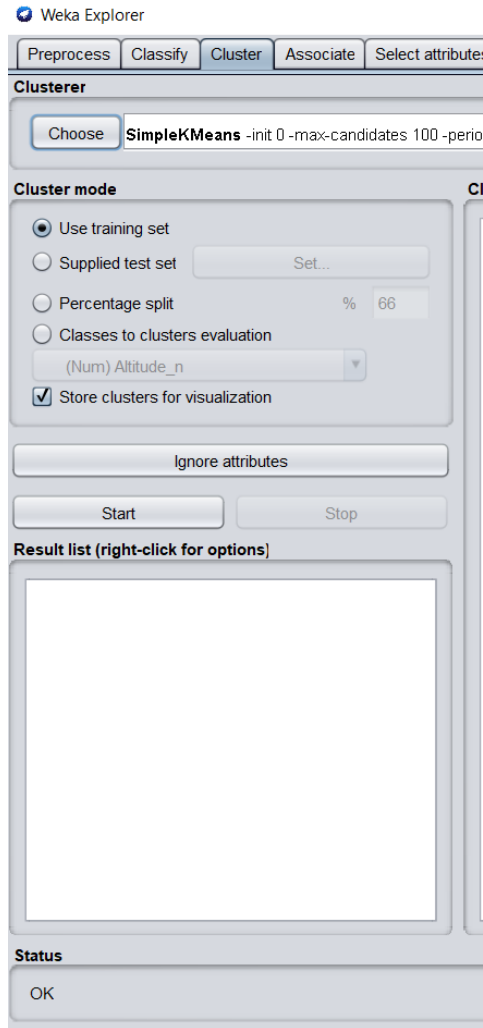 Weka Explorer
Preprocess Classify Cluster Associate Select attributes
Clusterer
Choose SimpleKMeans -init 0 -max-candidates 100 -perio
Cluster mode Cl
Use training set
Supplied test set Set...
Percentage split % 66
Classes to clusters evaluation
(Num) Altitude_n
Store clusters for visualization
Ignore attributes
Start Stop
Result list (right-click for options)
Status
OK